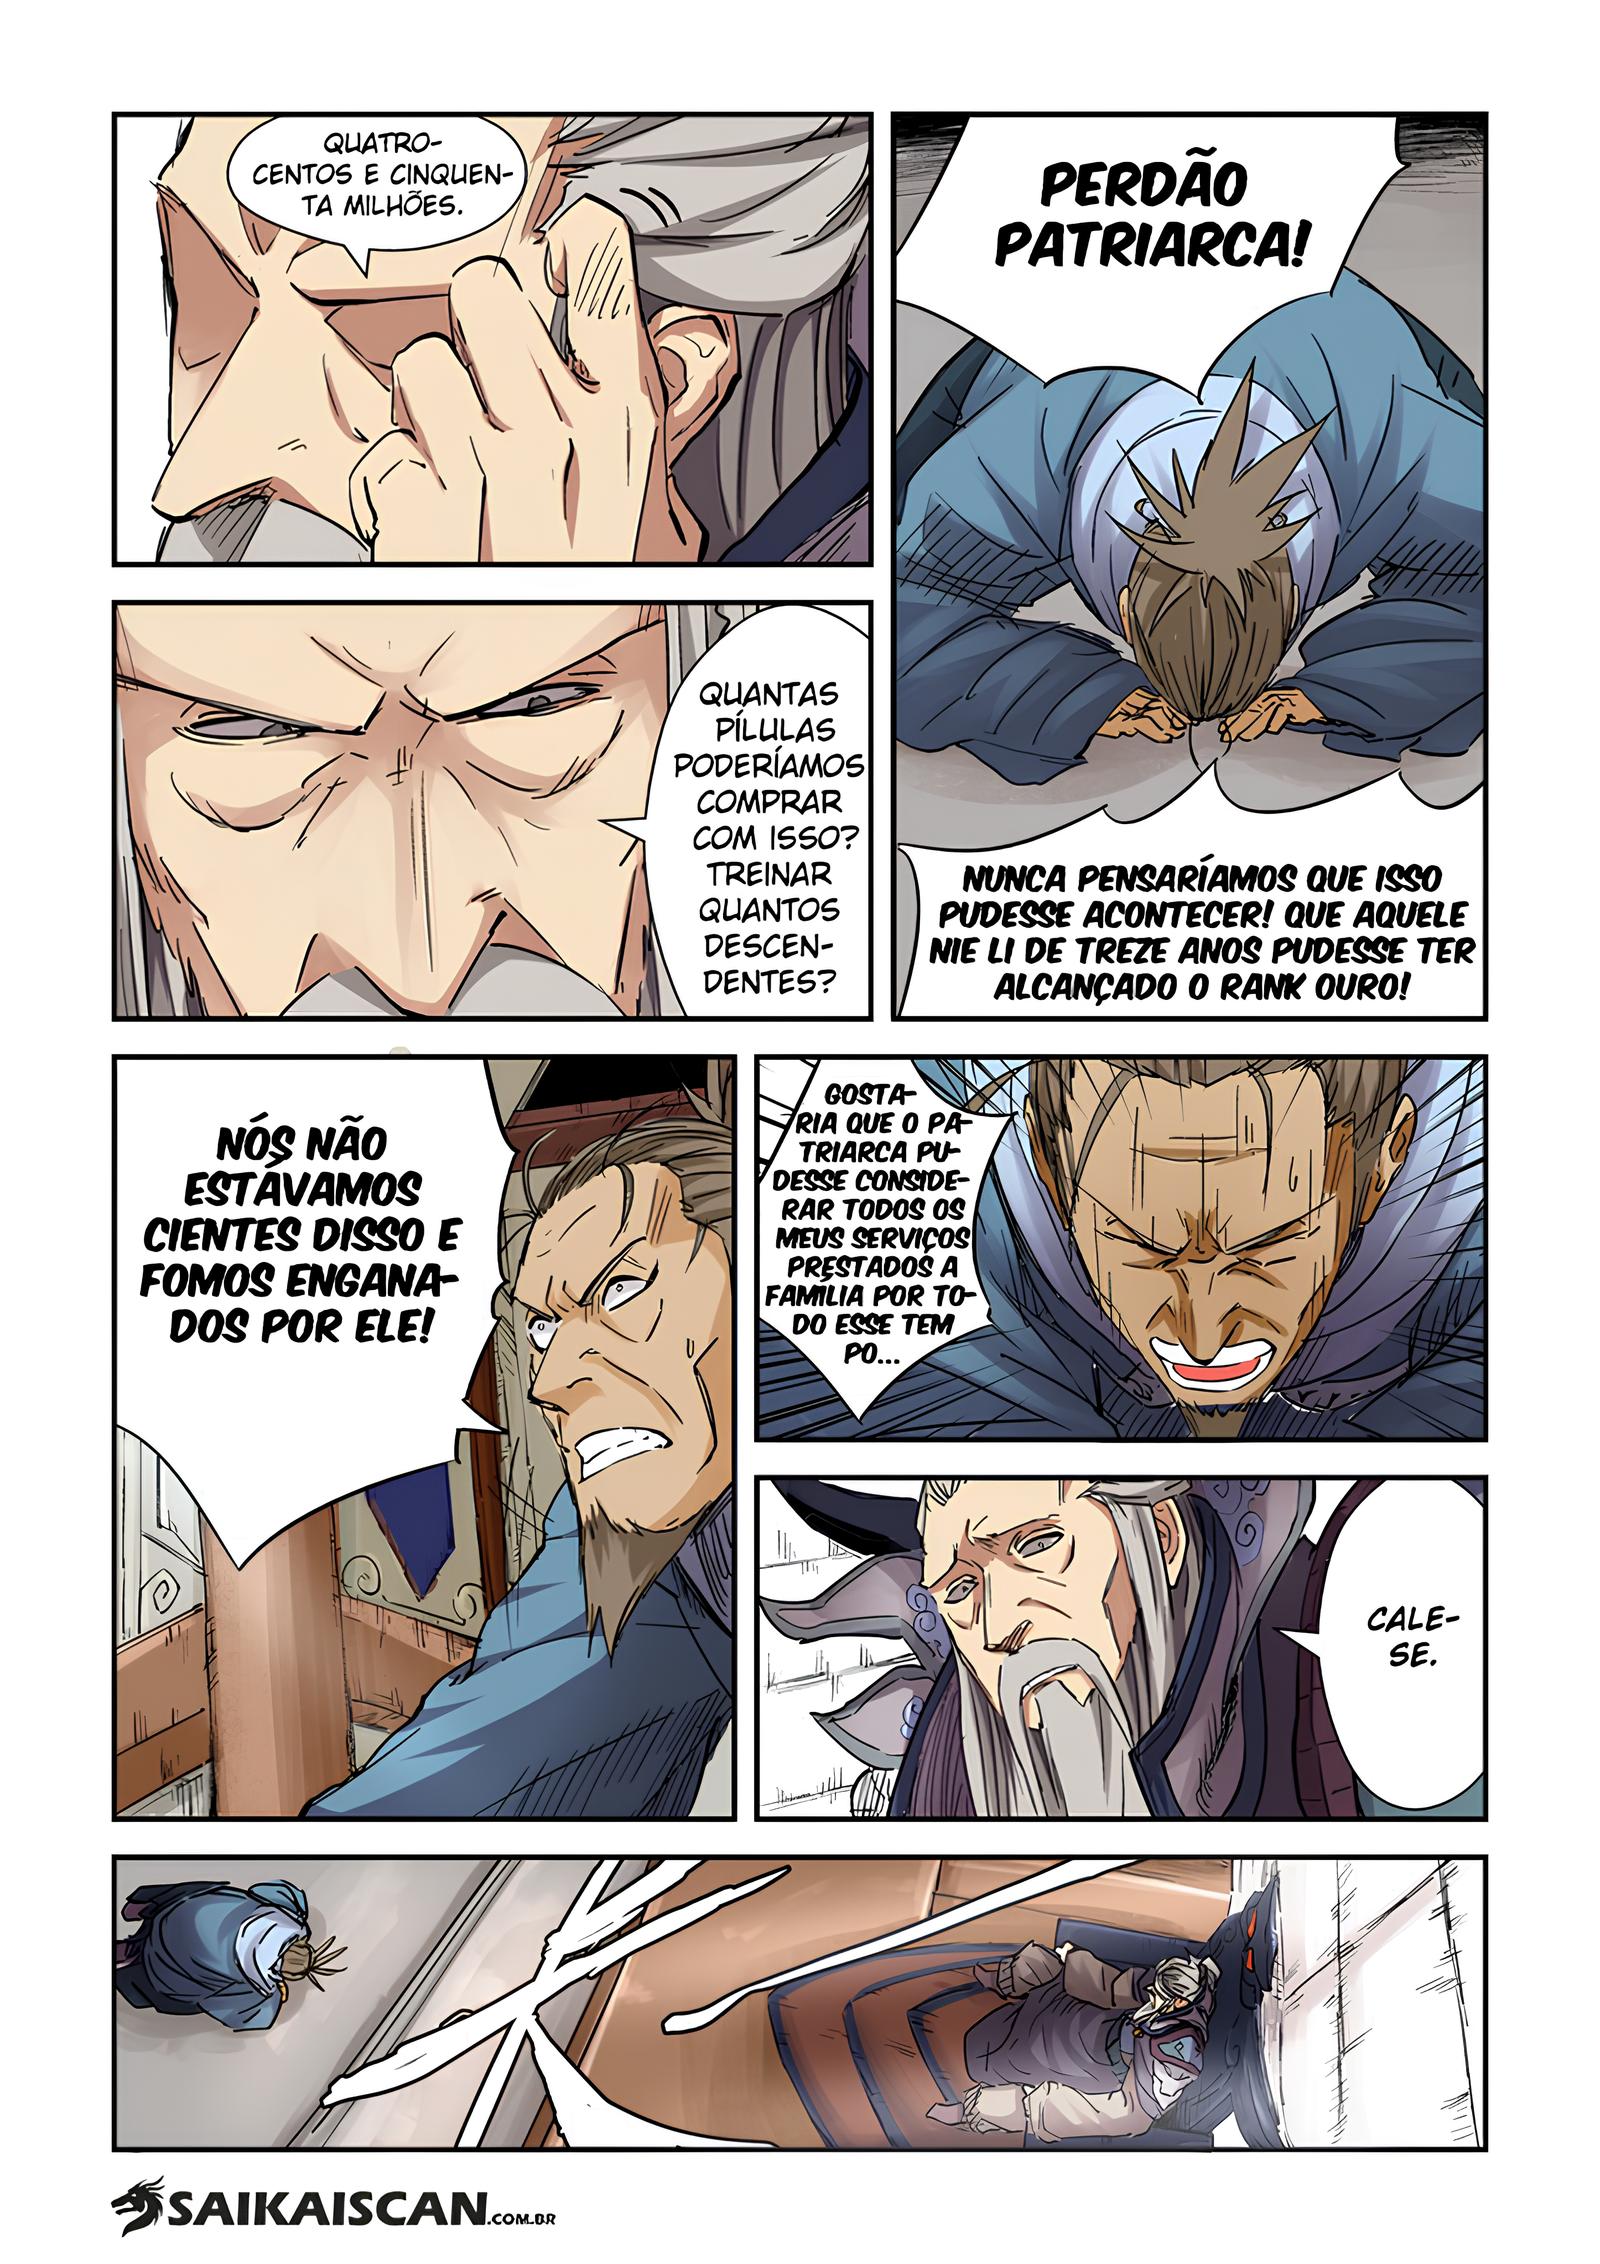 QUATRO-
CENTOS E CINQUEN-
TA MILHÕES.
PERDÃO
PATRIARCA!
QUANTAS
PÍLULAS
PODERÍAMOS
COMPRAR
COM ISSO?
TREINAR
QUANTOS
DESCEN-
DENTES?
NUNCA PENSARÍAMOS QUE ISSO
PUDESSE ACONTECER! QUE AQUELE
NIE LI DE TREZE ANOS PUDESSE TER
ALCANÇADO O RANK OURO!
NÓS NÃO
ESTÁVAMOS
CIENTES DISSO E
FOMOS ENGANA-
DOS POR ELE!
GOSTA-
RIA QUE O PA-
TRIARCA PU-
DESSE CONSIDE-
RAR TODOS OS
MEUS SERVIÇOS
PRESTADOS À
FAMÍLIA POR TO-
DO ESSE TEM
PO...
CALE-
SE.
SAIKAISCAN.COM.BR